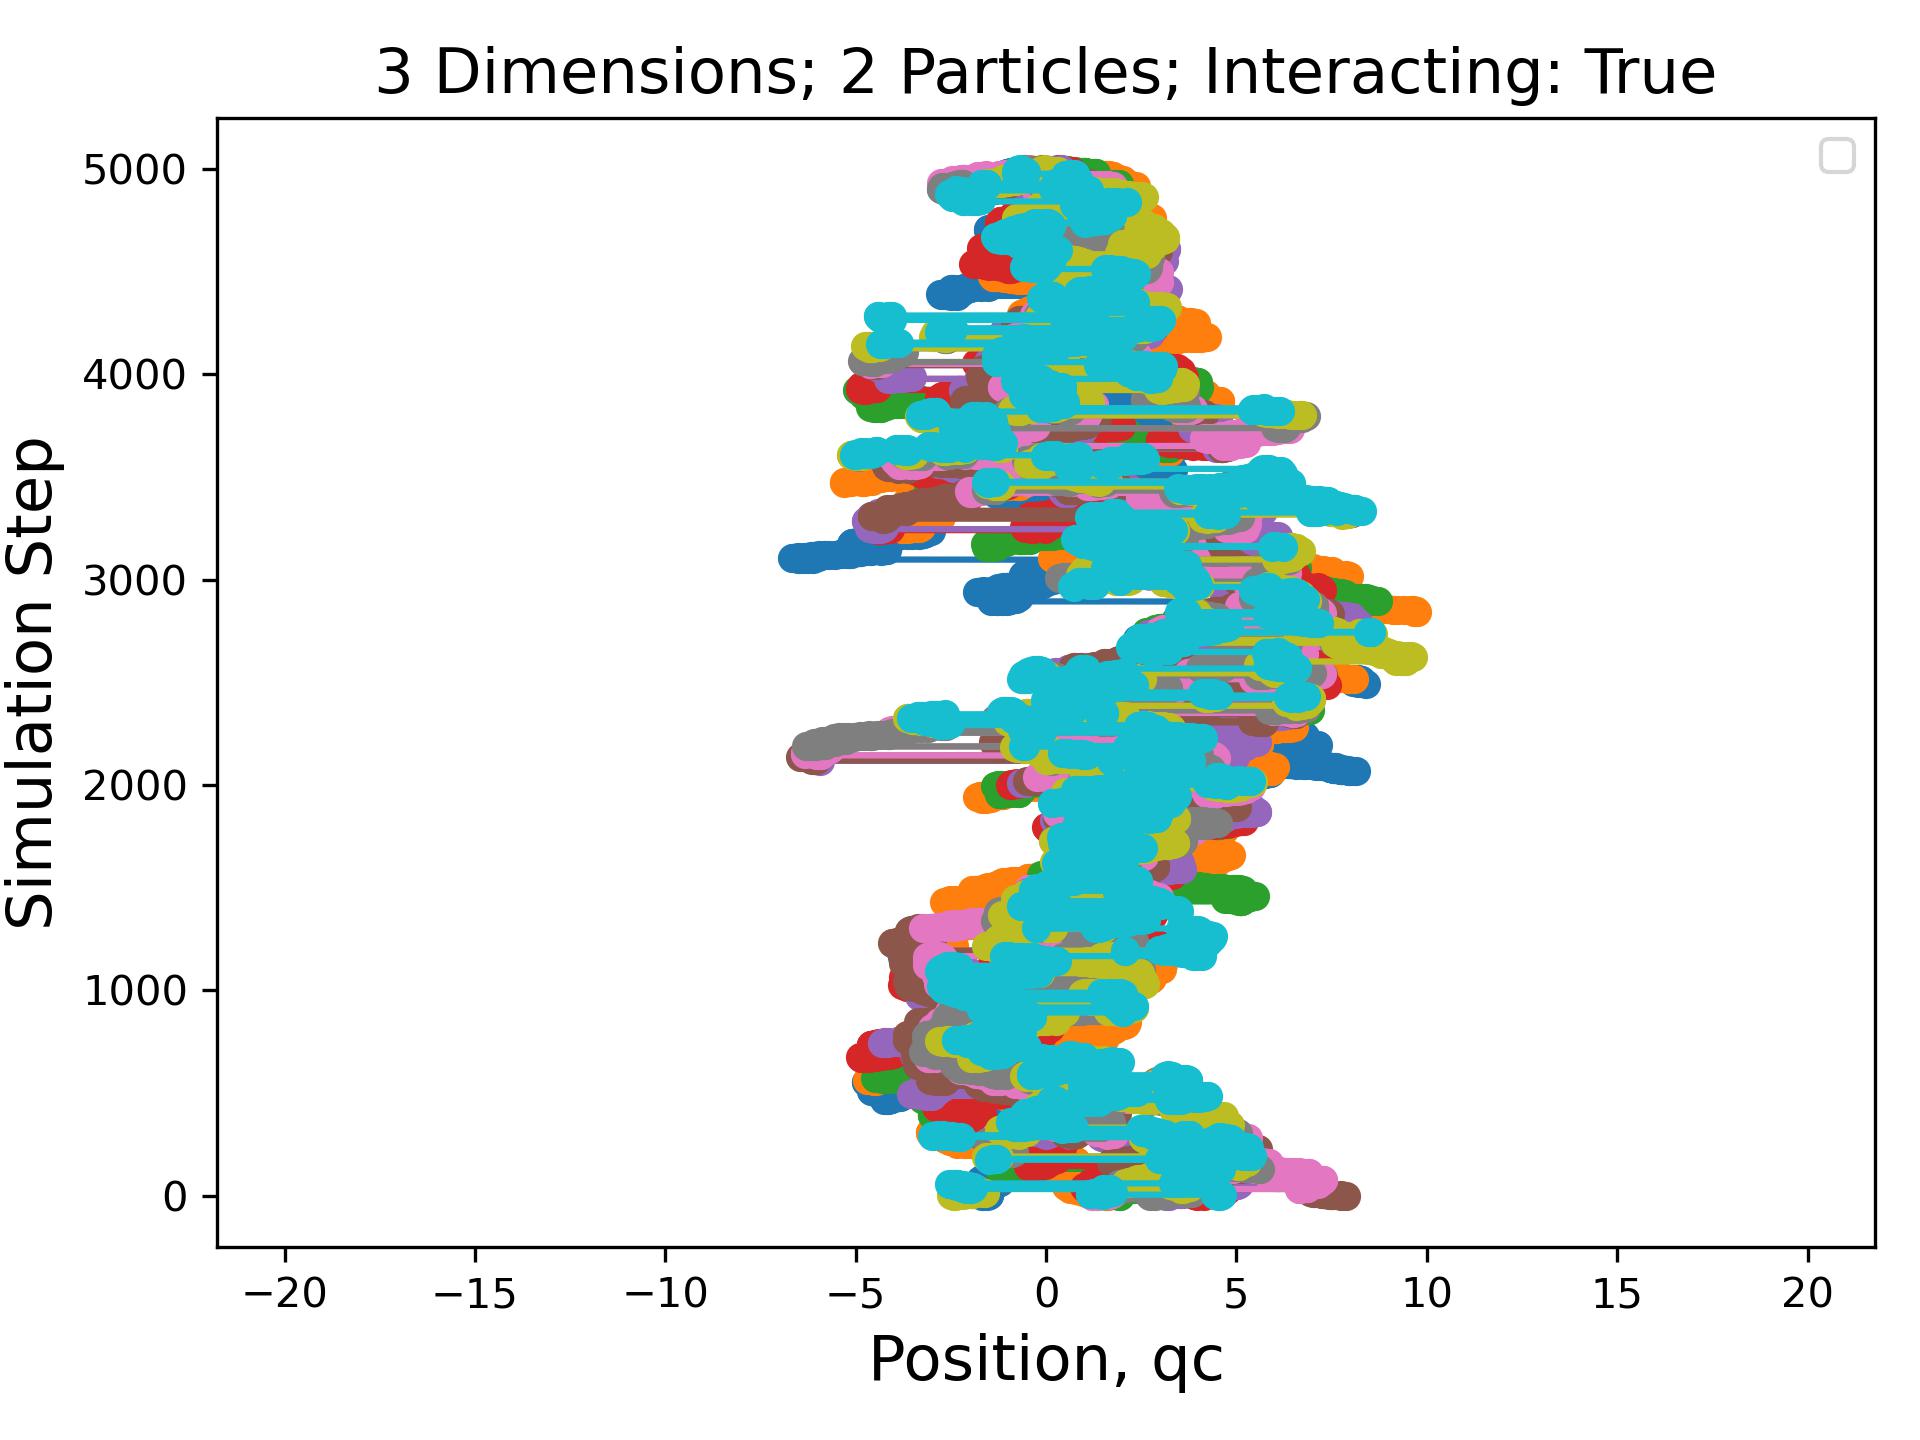 3 Dimensions; 2 Particles; Interacting: True
Simulation Step
5000
4000
3000
2000
1000
0
−20 −15 −10 −5 0 5 10 15 20
Position, qc